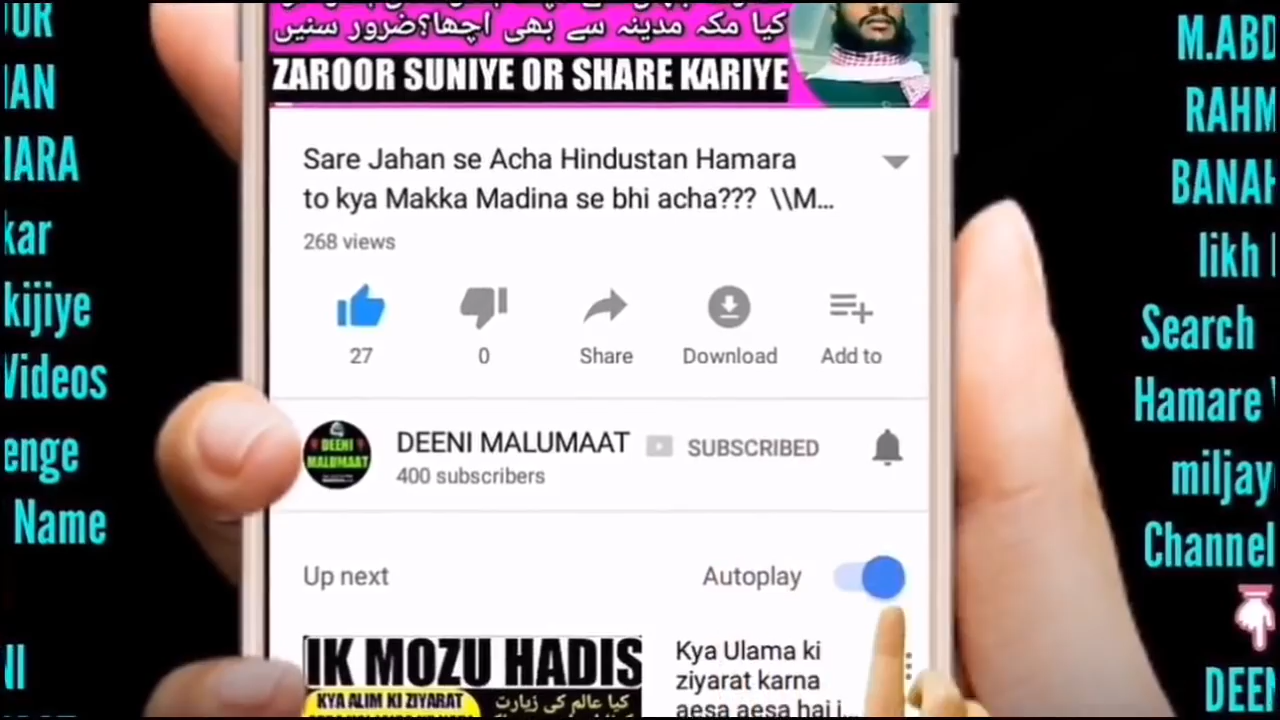 کیا مکہ مدینہ سے بھی اچھا؟ضرور سنیں
ZAROOR SUNIYE OR SHARE KARIYE
Sare Jahan se Acha Hindustan Hamara
to kya Makka Madina se bhi acha??? \\M...
268 views
27
0
Share
Download
Add to
DEENI MALUMAAT
SUBSCRIBED
400 subscribers
DEENI
MALUMAAT
Up next
Autoplay
IK MOZU HADIS
KYA ALIM KI ZIYARAT
کیا عالم کی زیارت
Kya Ulama ki
ziyarat karna
aesa aesa hai i...
kar
kijiye
Videos
enge
Name
M.ABD
RAHM
BANAH
likh
Search
Hamare
miljay
Channel
DEEN